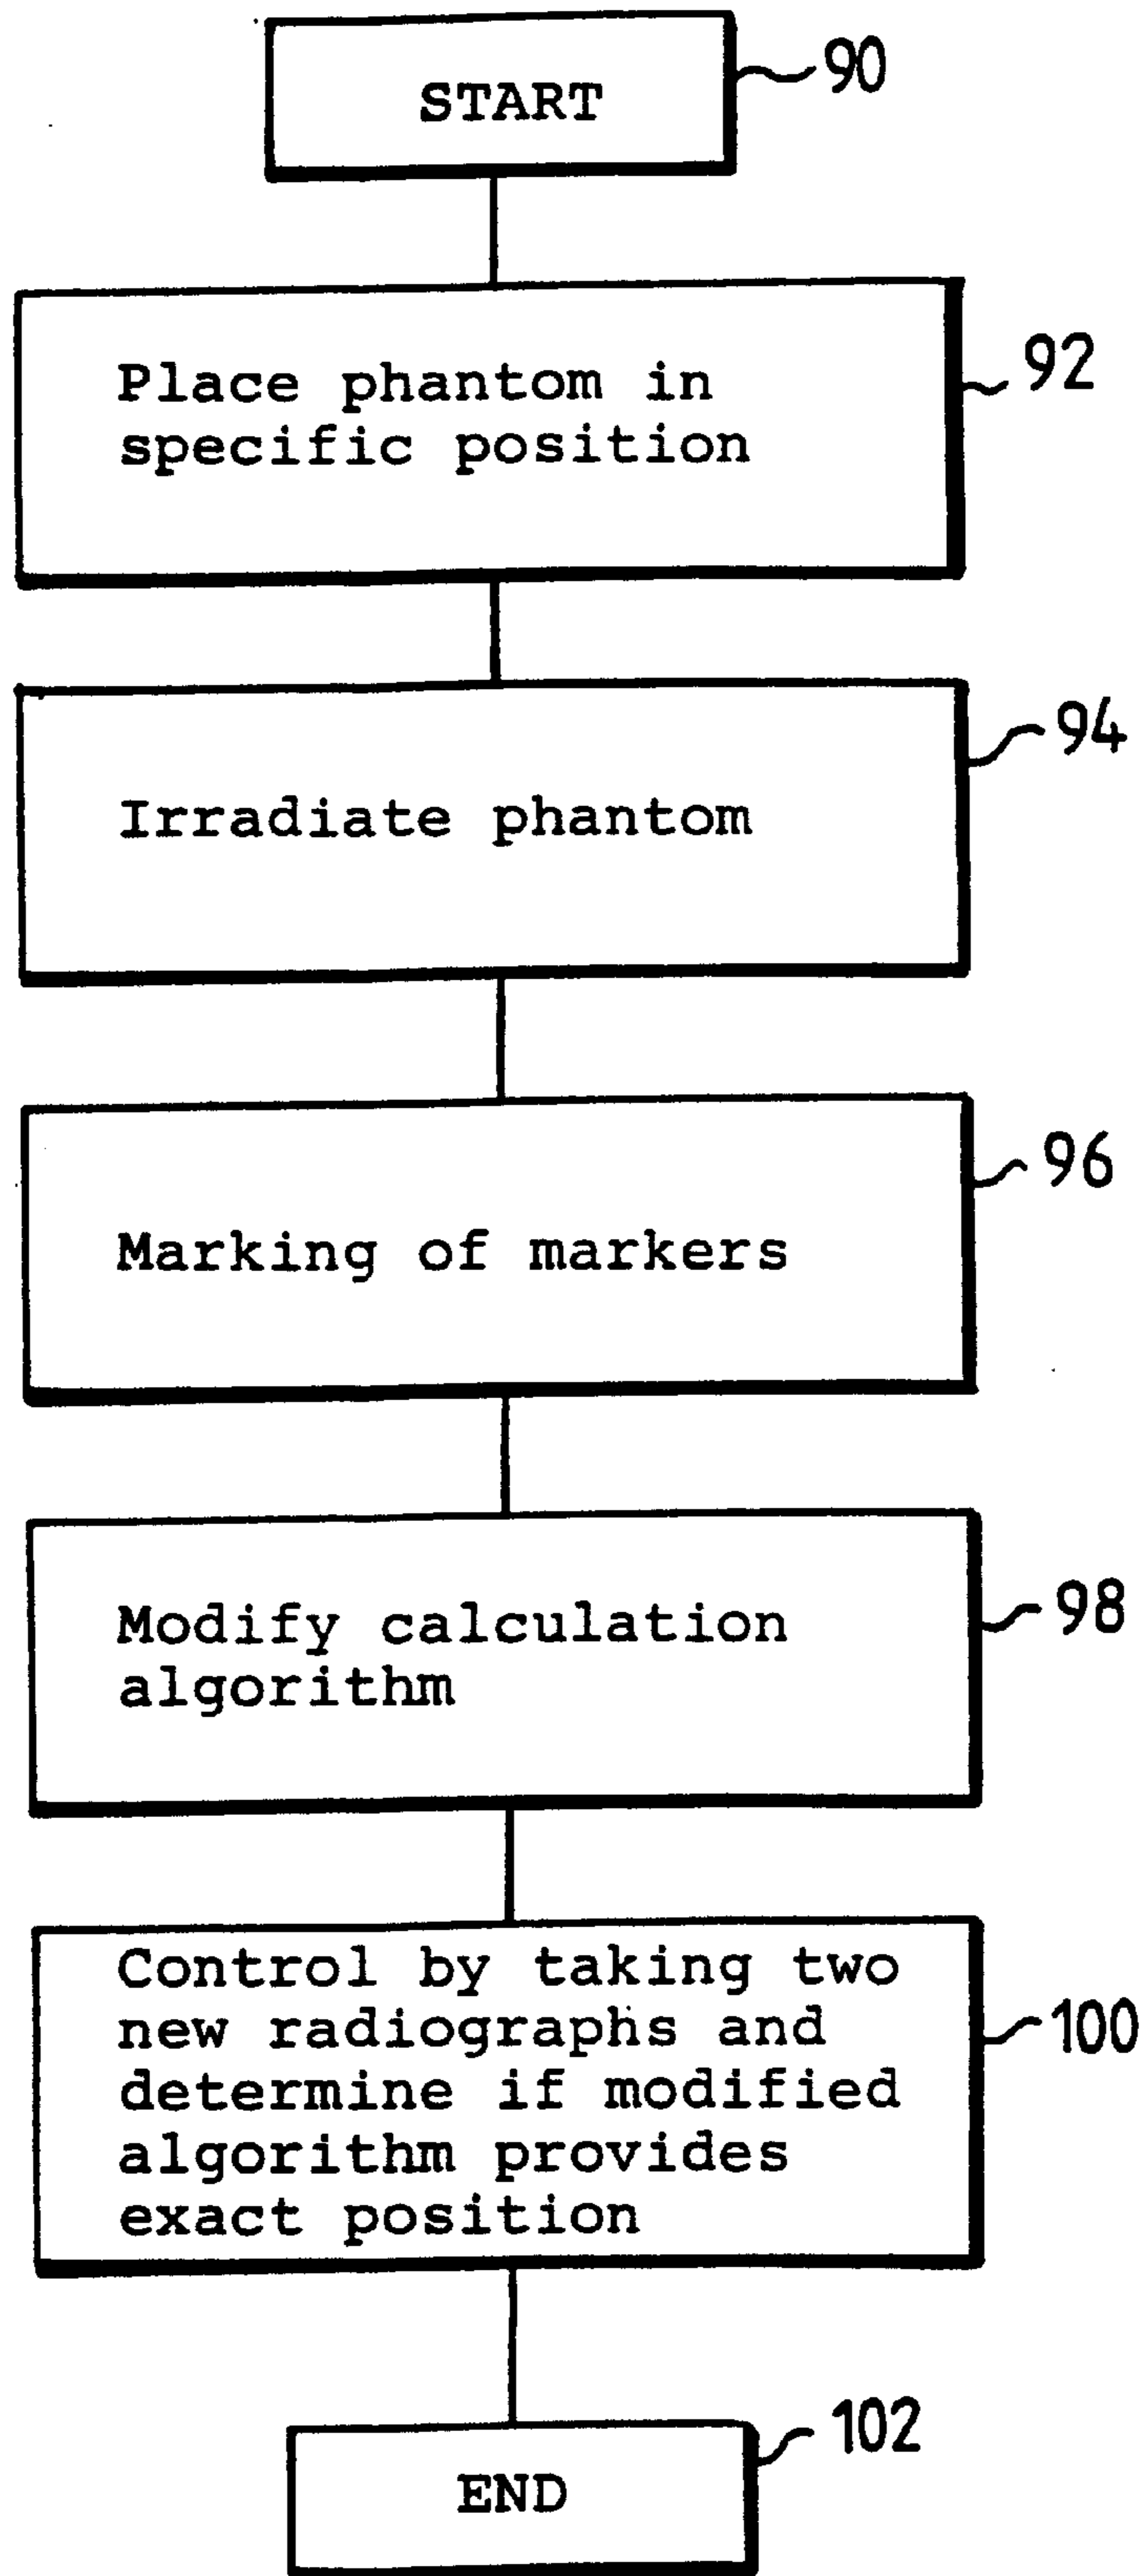 START
90
Place phantom in
specific position
92
Irradiate phantom
94
Marking of markers
96
Modify calculation
algorithm
98
Control by taking two
new radiographs and
determine if modified
algorithm provides
exact position
100
END
102